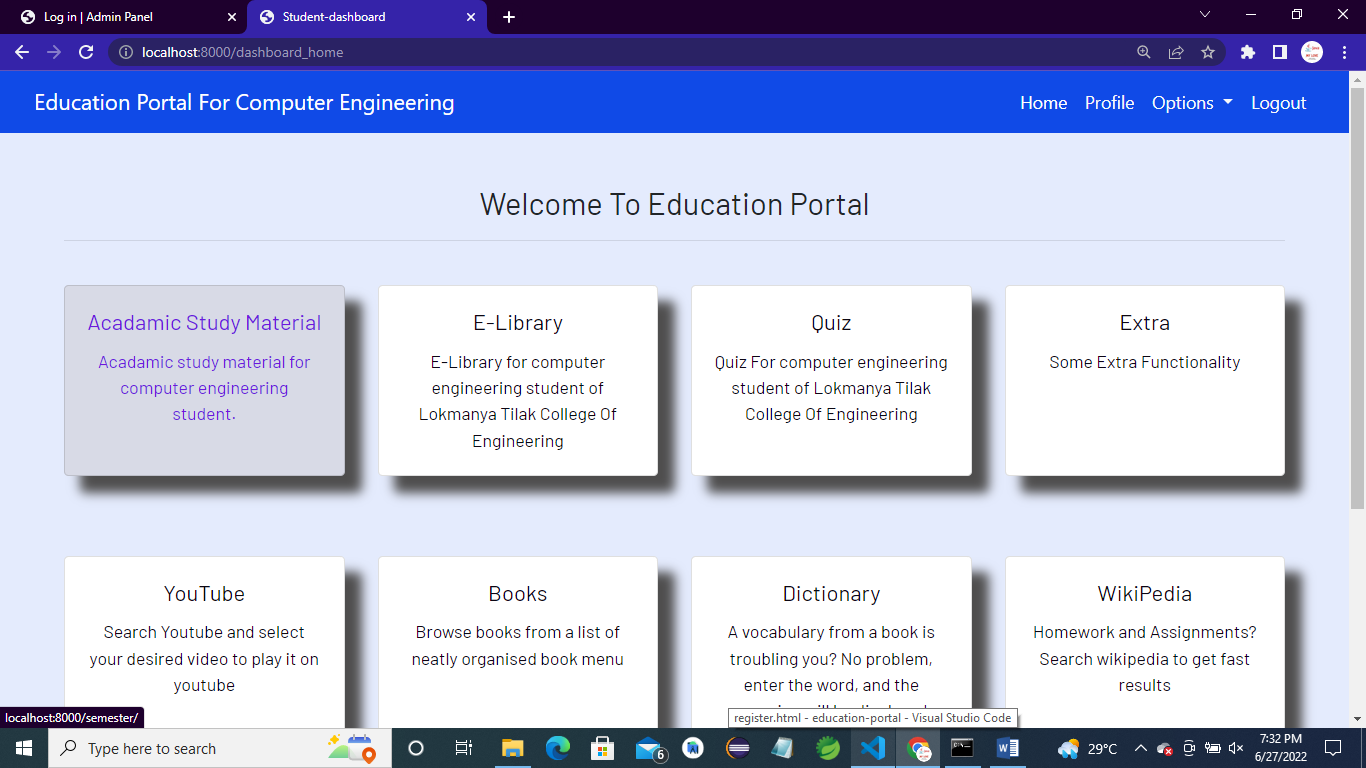 Log in | Admin Panel
Student-dashboard
localhost:8000/dashboard_home
Education Portal For Computer Engineering
Home Profile Options Logout
Welcome To Education Portal
Acadamic Study Material
Acadamic study material for
computer engineering
student.
E-Library
E-Library for computer
engineering student of
Lokmanya Tilak College Of
Engineering
Quiz
Quiz For computer engineering
student of Lokmanya Tilak
College Of Engineering
Extra
Some Extra Functionality
YouTube
Search Youtube and select
your desired video to play it on
youtube
Books
Browse books from a list of
neatly organised book menu
Dictionary
A vocabulary from a book is
troubling you? No problem,
enter the word, and the
WikiPedia
Homework and Assignments?
Search wikipedia to get fast
results
localhost:8000/semester/
register.html - education-portal - Visual Studio Code
Type here to search
6
29°C
7:32 PM
6/27/2022